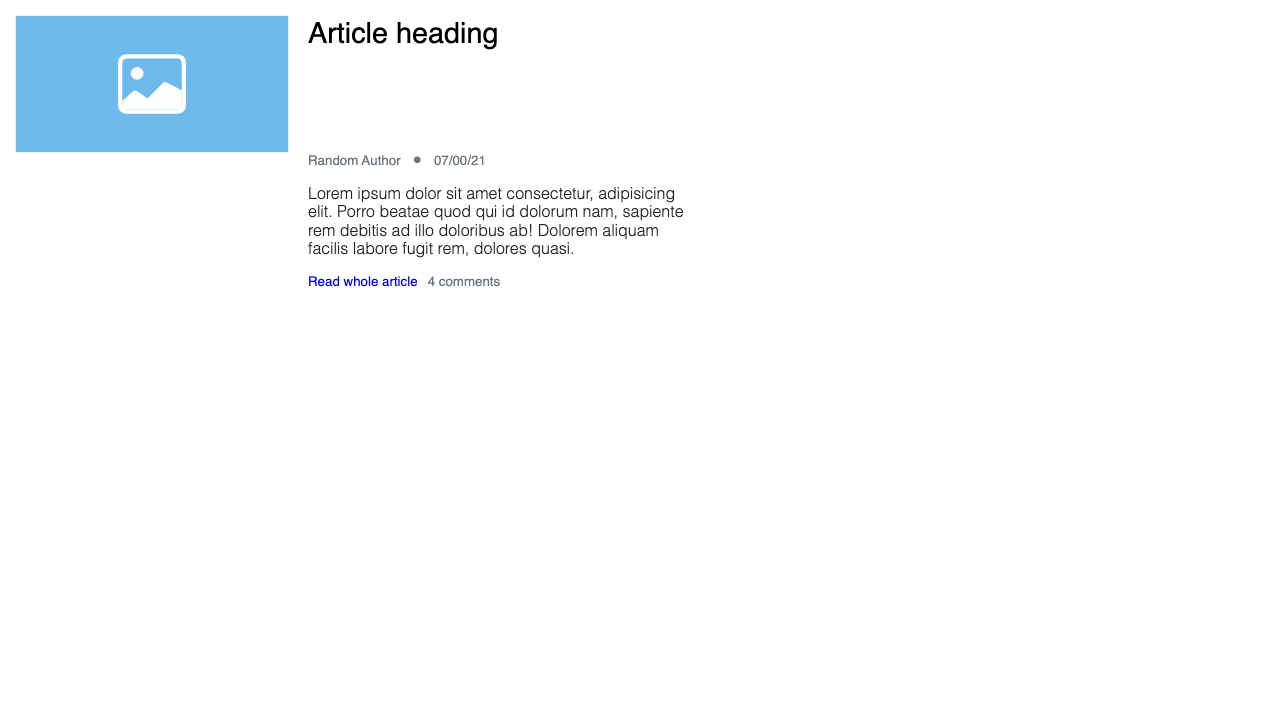 Article heading
Random Author • 07/00/21
Lorem ipsum dolor sit amet consectetur, adipisicing
elit. Porro beatae quod qui id dolorum nam, sapiente
rem debitis ad illo doloribus ab! Dolorem aliquam
facilis labore fugit rem, dolores quasi.
Read whole article 4 comments